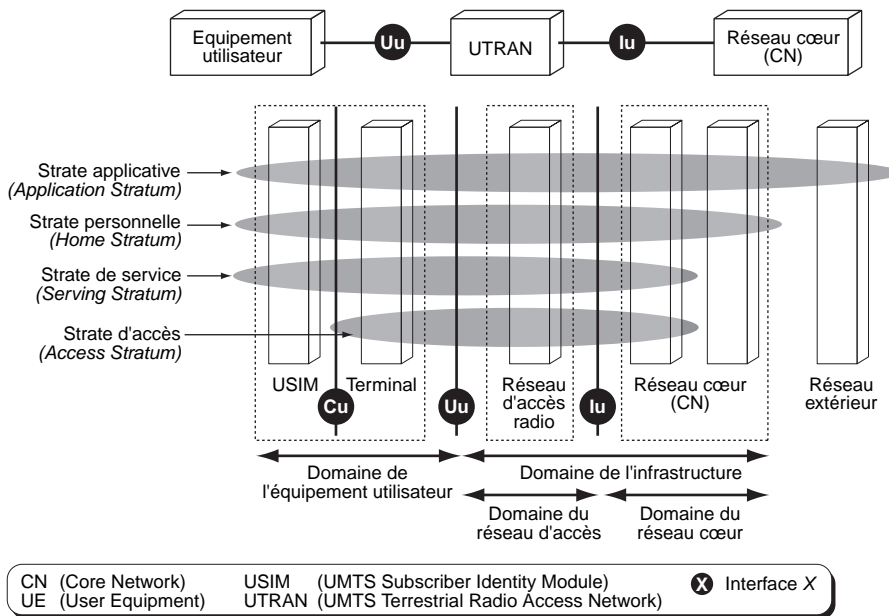 Equipement
utilisateur
Uu
UTRAN
Iu
Réseau cœur
(CN)
Strate applicative
(Application Stratum)
Strate personnelle
(Home Stratum)
Strate de service
(Serving Stratum)
Strate d'accès
(Access Stratum)
USIM
Terminal
Réseau
d'accès
radio
Réseau cœur
(CN)
Réseau
extérieur
Cu
Uu
Iu
Domaine de
l'équipement utilisateur
Domaine de l'infrastructure
Domaine du
réseau d'accès
Domaine du
réseau cœur
CN (Core Network)
UE (User Equipment)
USIM (UMTS Subscriber Identity Module)
UTRAN (UMTS Terrestrial Radio Access Network)
X Interface X